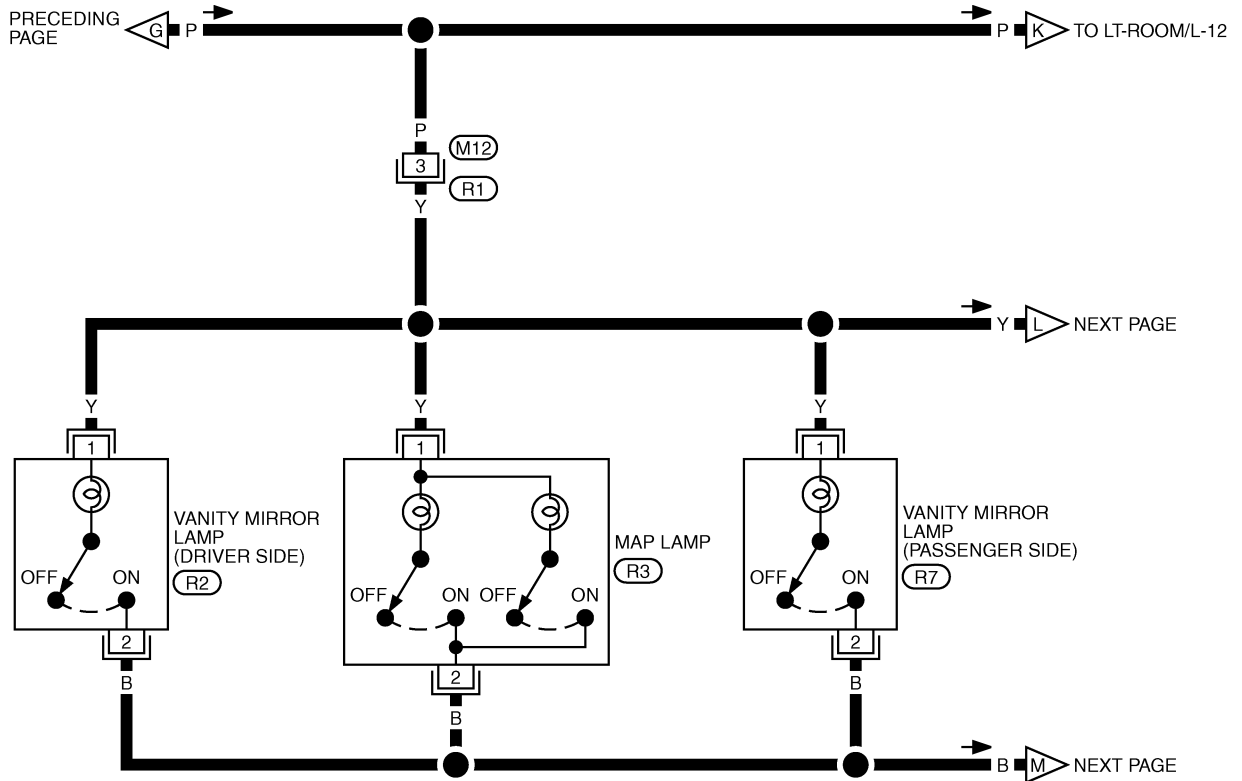 PRECEDING
PAGE
G P
P K TO LT-ROOM/L-12
P
3
M12
R1
Y
Y L NEXT PAGE
Y
Y
Y
1
1
1
VANITY MIRROR
LAMP
(DRIVER SIDE)
R2
OFF ON
MAP LAMP
R3
OFF ON OFF ON
VANITY MIRROR
LAMP
(PASSENGER SIDE)
R7
OFF ON
2
2
2
B
B
B
B M NEXT PAGE